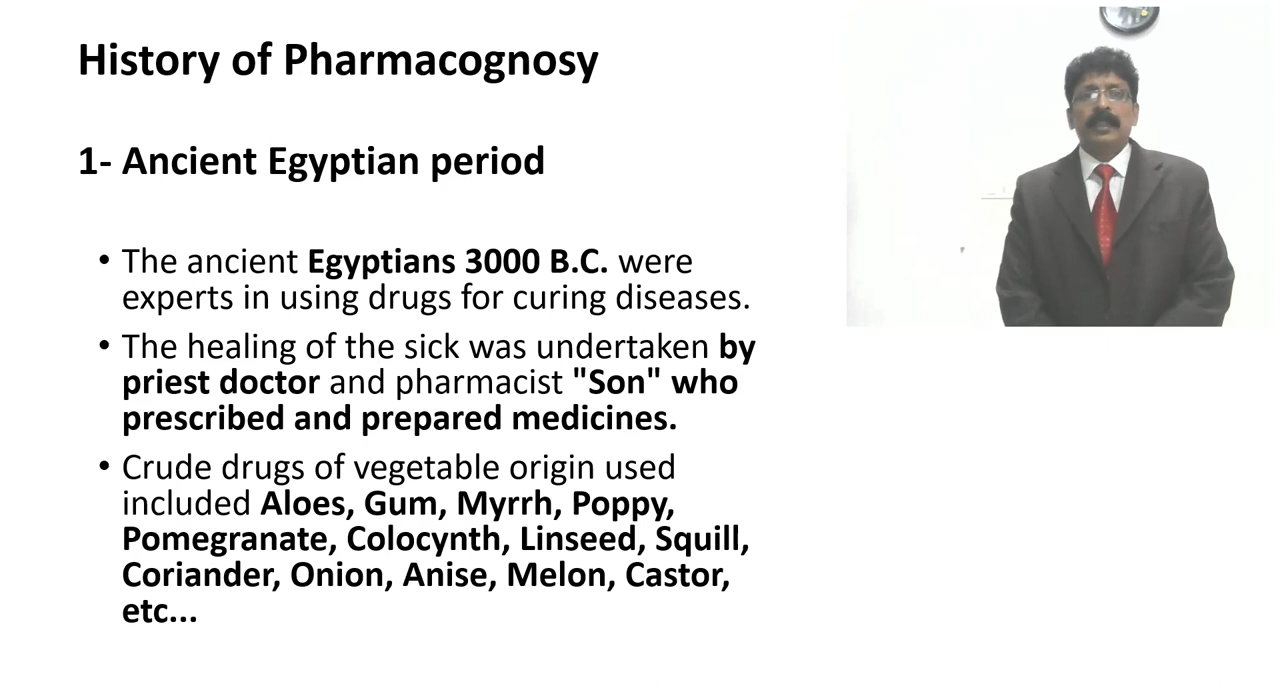 History of Pharmacognosy
1- Ancient Egyptian period
• The ancient Egyptians 3000 B.C. were
experts in using drugs for curing diseases.
• The healing of the sick was undertaken by
priest doctor and pharmacist "Son" who
prescribed and prepared medicines.
• Crude drugs of vegetable origin used
included Aloes, Gum, Myrrh, Poppy,
Pomegranate, Colocynth, Linseed, Squill,
Coriander, Onion, Anise, Melon, Castor,
etc...